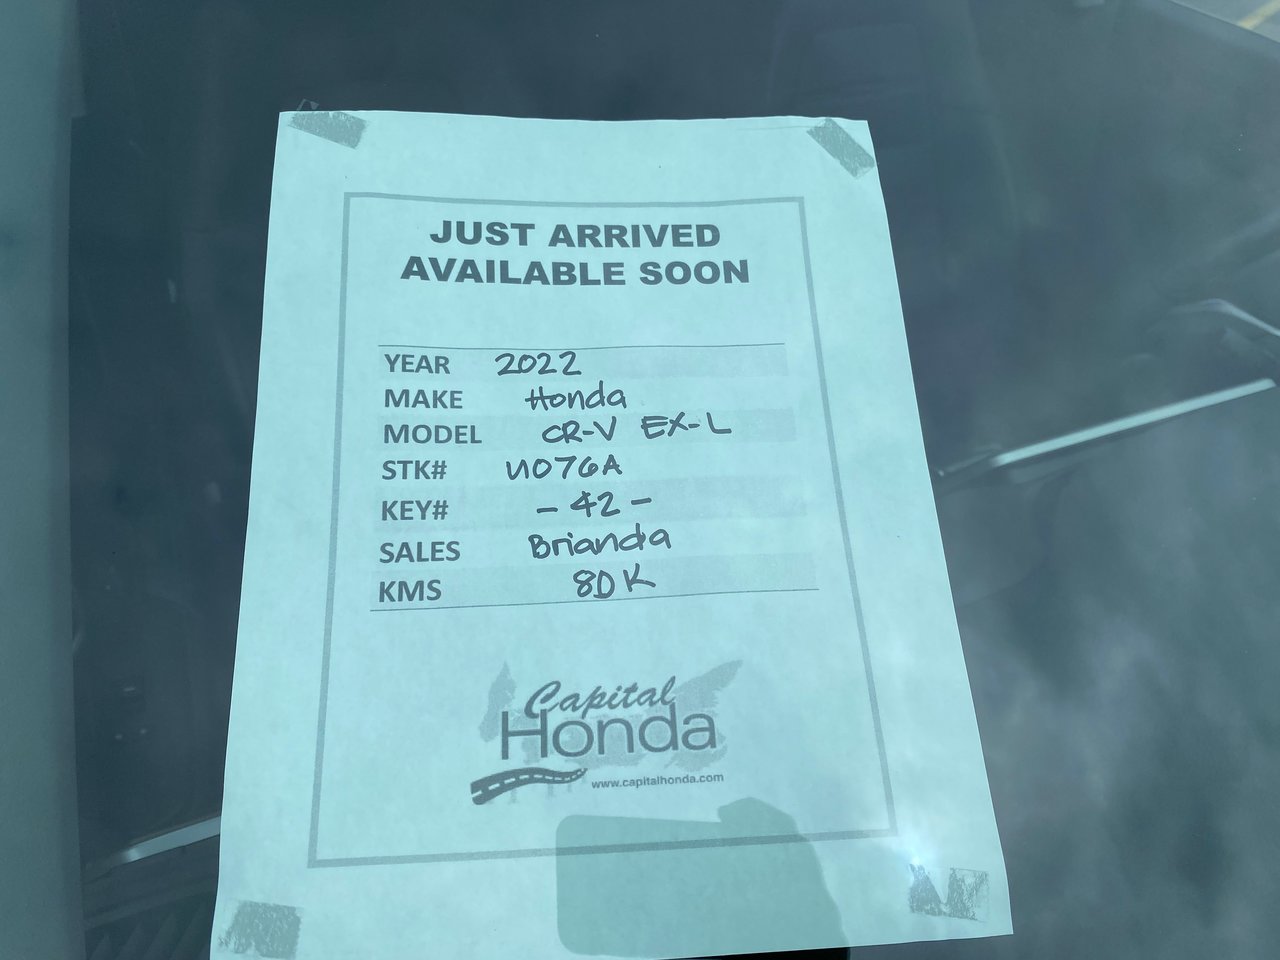 JUST ARRIVED
AVAILABLE SOON
YEAR 2022
MAKE Honda
MODEL CR-V EX-L
STK# U076A
KEY# - 42 -
SALES Brianda
KMS 80K
Capital
Honda
www.capitalhonda.com